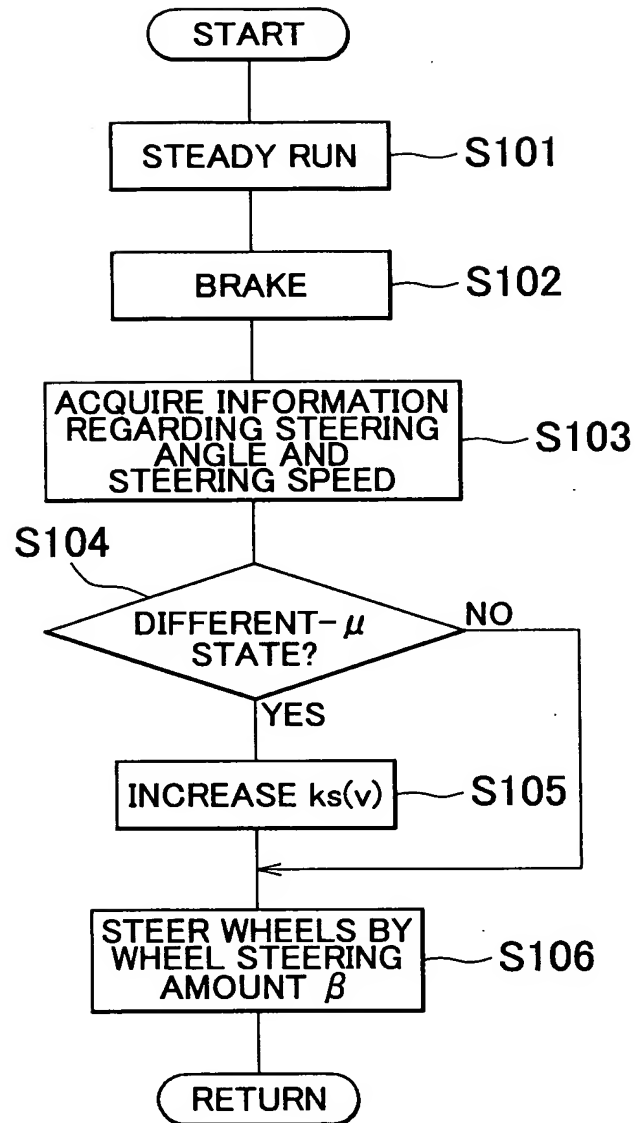 START
STEADY RUN
S101
BRAKE
S102
ACQUIRE INFORMATION
REGARDING STEERING
ANGLE AND
STEERING SPEED
S103
S104
DIFFERENT-μ
STATE?
NO
YES
INCREASE ks(v)
S105
STEER WHEELS BY
WHEEL STEERING
AMOUNT β
S106
RETURN